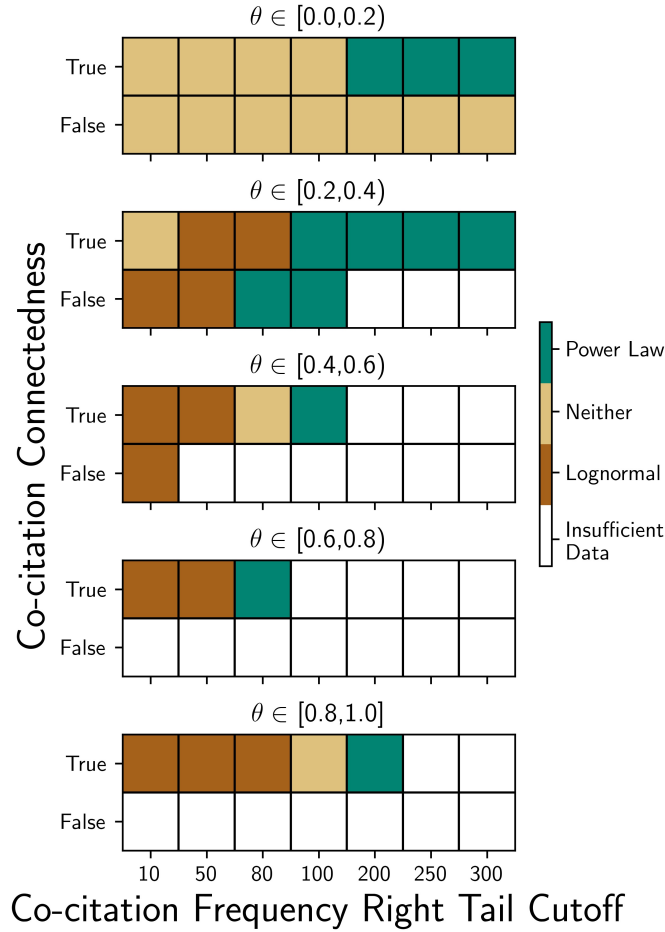 θ ∈ [0.0,0.2)
True
False
θ ∈ [0.2,0.4)
True
False
θ ∈ [0.4,0.6)
True
False
θ ∈ [0.6,0.8)
True
False
θ ∈ [0.8,1.0]
True
False
10 50 80 100 200 250 300
Co-citation Frequency Right Tail Cutoff
Co-citation Connectedness
Power Law
Neither
Lognormal
Insufficient
Data